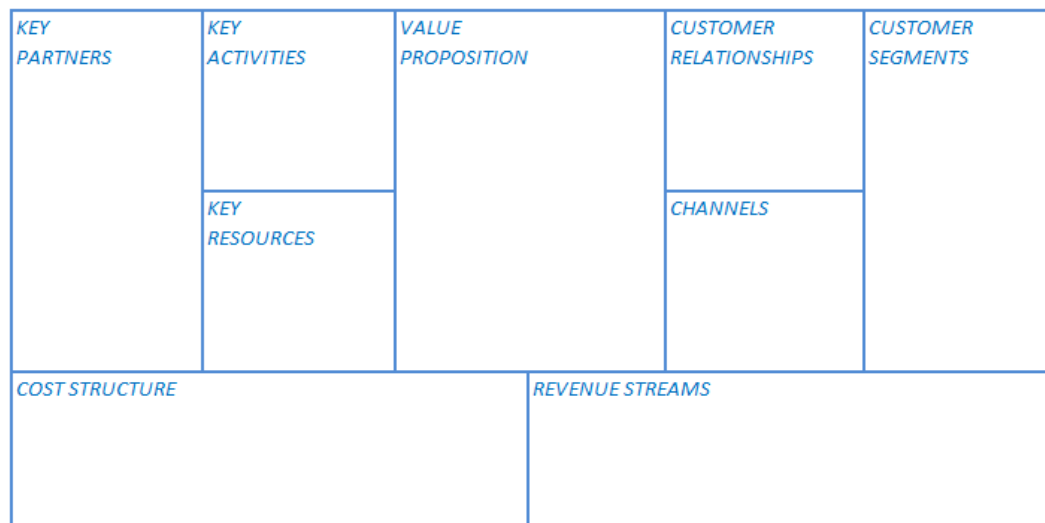 KEY
PARTNERS
KEY
ACTIVITIES
KEY
RESOURCES
VALUE
PROPOSITION
CUSTOMER
RELATIONSHIPS
CHANNELS
CUSTOMER
SEGMENTS
COST STRUCTURE
REVENUE STREAMS